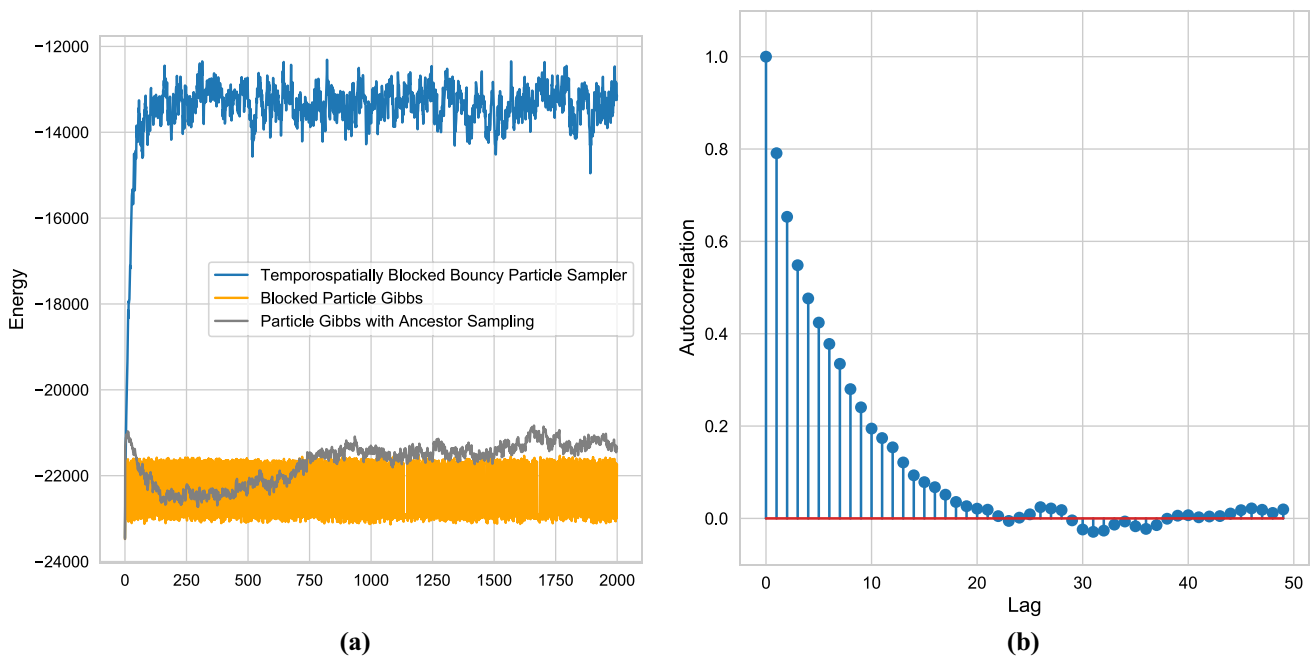 −12000
−14000
−16000
−18000
−20000
−22000
−24000
Energy
Temporospatially Blocked Bouncy Particle Sampler
Blocked Particle Gibbs
Particle Gibbs with Ancestor Sampling
0 250 500 750 1000 1250 1500 1750 2000
(a)
1.0
0.8
0.6
0.4
0.2
0.0
Autocorrelation
0 10 20 30 40 50
Lag
(b)